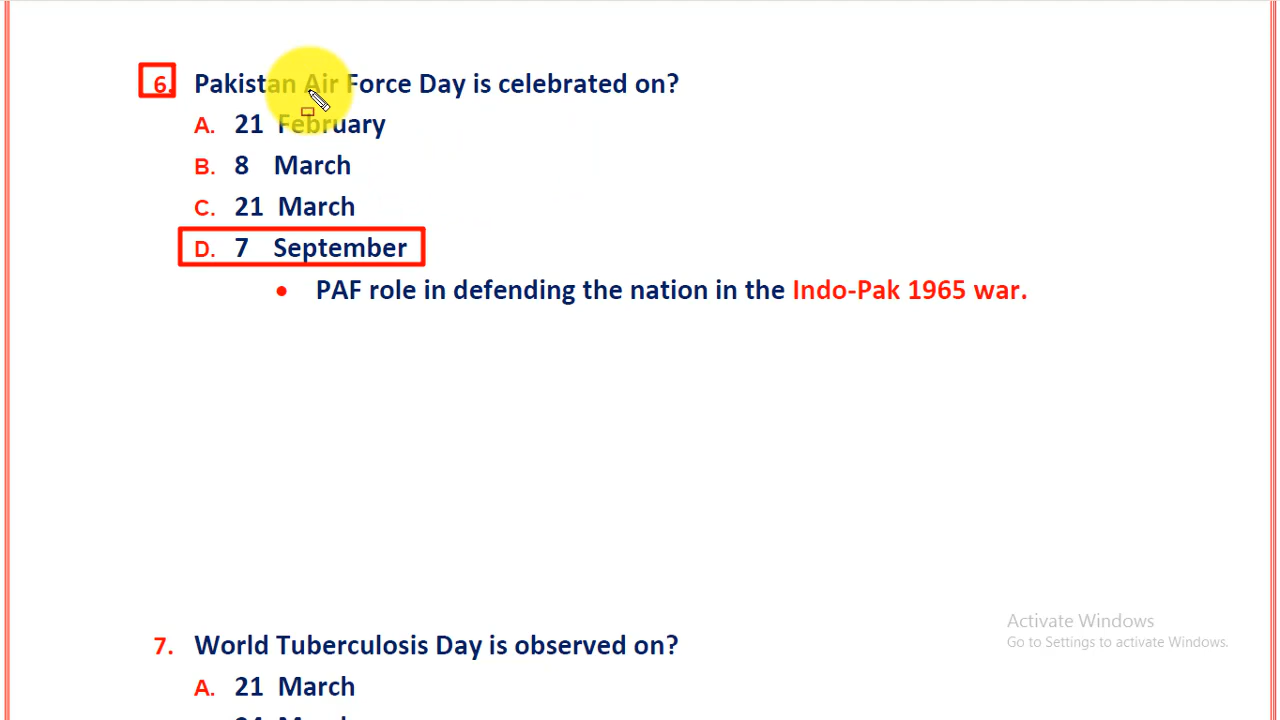 6. Pakistan Air Force Day is celebrated on?
A. 21 February
B. 8 March
C. 21 March
D. 7 September
• PAF role in defending the nation in the Indo-Pak 1965 war.
Activate Windows
Go to Settings to activate Windows.
7. World Tuberculosis Day is observed on?
A. 21 March